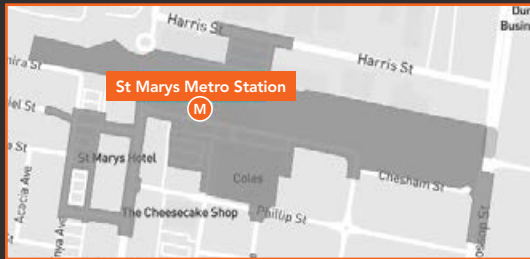 Harris St
Harris St
St Marys Metro Station
M
St Marys Hotel
Coles
Chesham St
The Cheesecake Shop
Phillip St
Acacia Ave